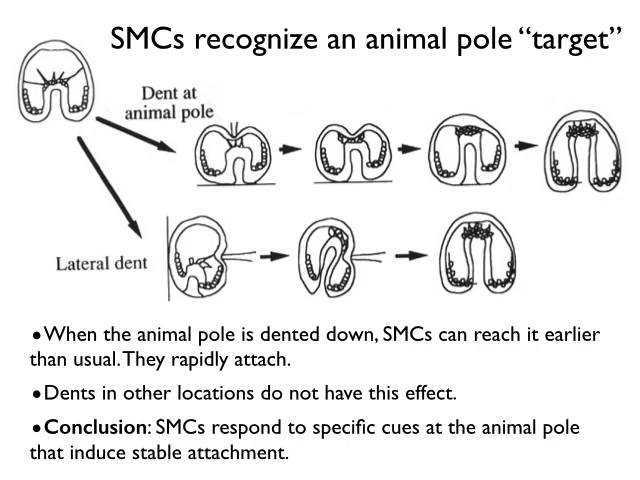 SMCs recognize an animal pole “target”
Dent at
animal pole
Lateral dent
•When the animal pole is dented down, SMCs can reach it earlier
than usual. They rapidly attach.
•Dents in other locations do not have this effect.
•Conclusion: SMCs respond to specific cues at the animal pole
that induce stable attachment.